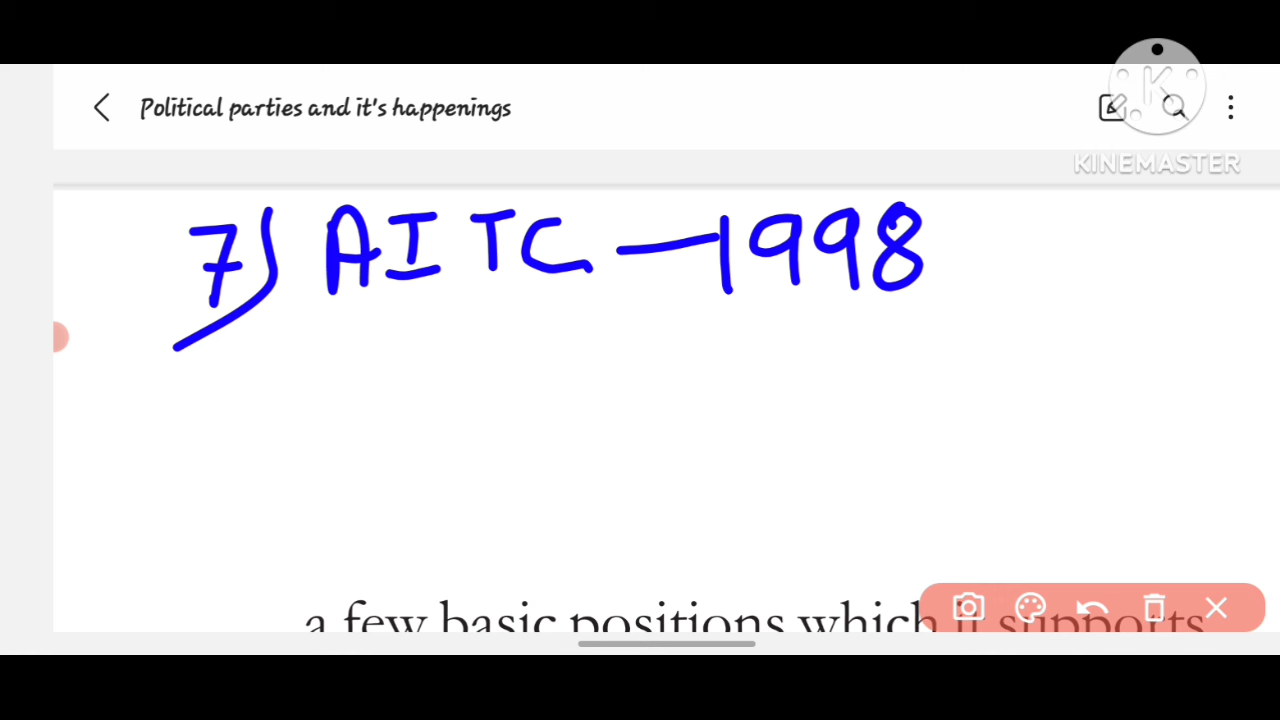 Political parties and it's happenings
K
KINEMASTER
7) AITC - 1998
a few basic positions which it supports